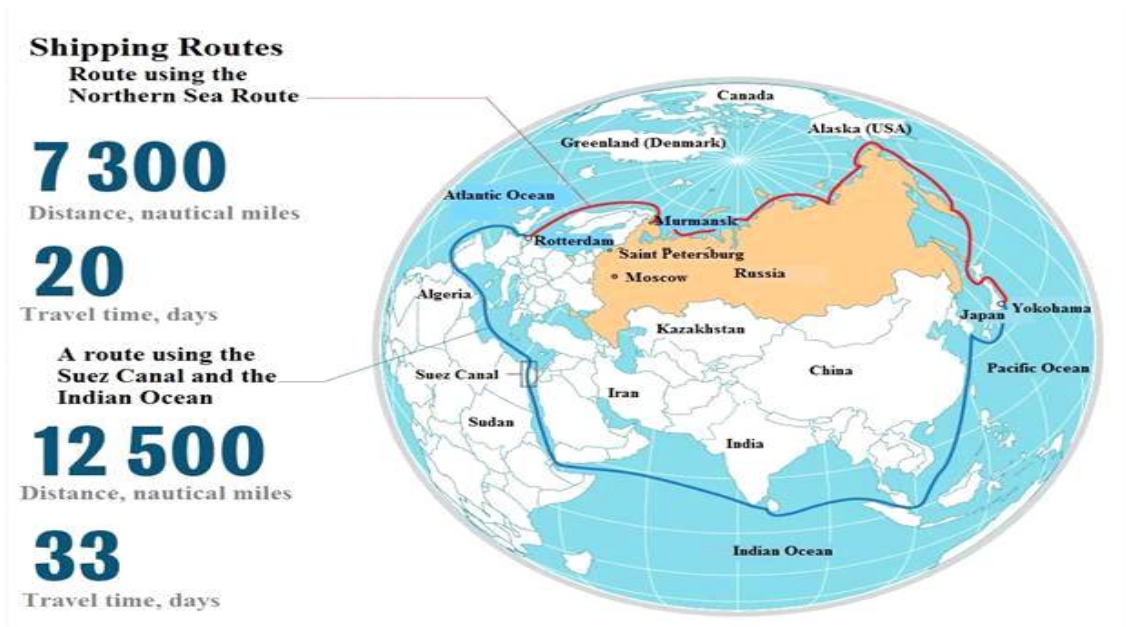 Shipping Routes
Route using the
Northern Sea Route
7 300
Distance, nautical miles
20
Travel time, days
A route using the
Suez Canal and the
Indian Ocean
12 500
Distance, nautical miles
33
Travel time, days
Canada
Alaska (USA)
Greenland (Denmark)
Atlantic Ocean
Murmansk
Rotterdam
Saint Petersburg
Moscow
Russia
Algeria
Yokohama
Japan
Kazakhstan
Suez Canal
China
Pacific Ocean
Iran
Sudan
India
Indian Ocean